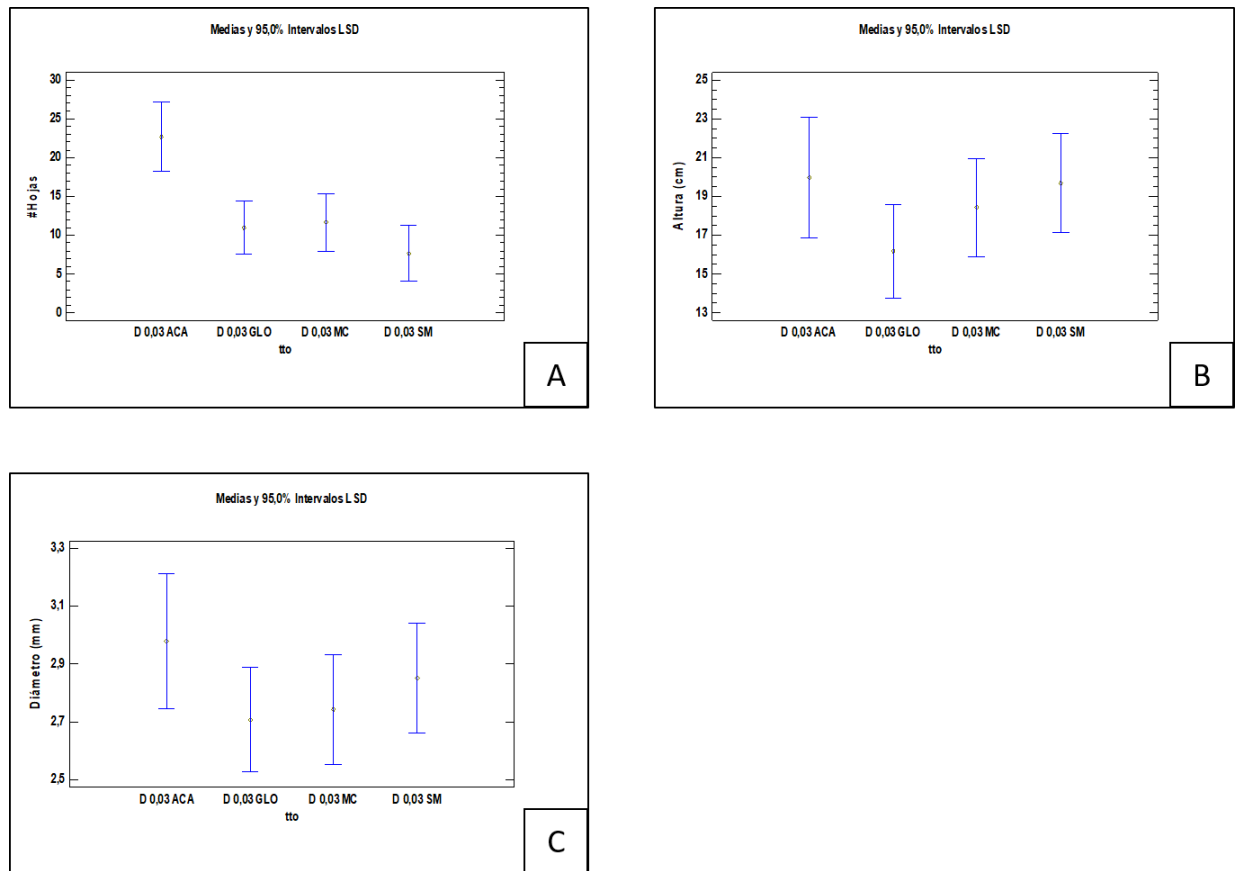 Medias y 95,0% Intervalos LSD
#Hojas
30
25
20
15
10
5
0
D 0,03 ACA D 0,03 GLO D 0,03 MC D 0,03 SM
tto
A
Medias y 95,0% Intervalos LSD
Altura (cm)
25
23
21
19
17
15
13
D 0,03 ACA D 0,03 GLO D 0,03 MC D 0,03 SM
tto
B
Medias y 95,0% Intervalos LSD
Diámetro (mm)
3,3
3,1
2,9
2,7
2,5
D 0,03 ACA D 0,03 GLO D 0,03 MC D 0,03 SM
tto
C